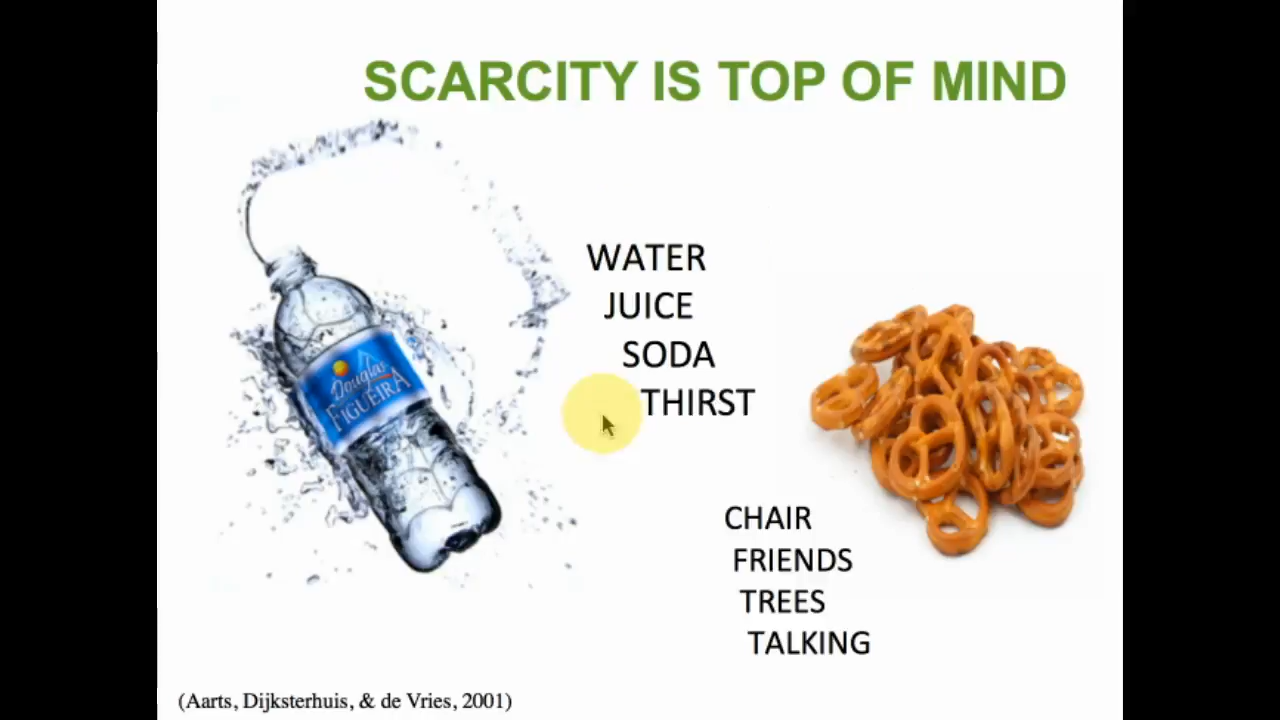 SCARCITY IS TOP OF MIND
WATER
JUICE
SODA
THIRST
Douglas
FIGUEIRA
CHAIR
FRIENDS
TREES
TALKING
(Aarts, Dijksterhuis, & de Vries, 2001)